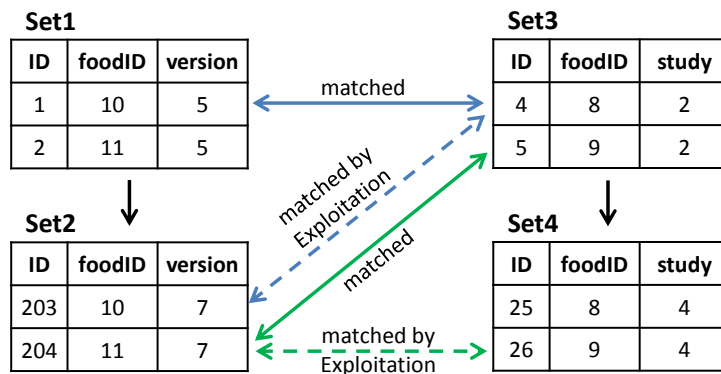 Set1
ID foodID version
1 10 5
2 11 5
Set3
ID foodID study
4 8 2
5 9 2
matched
matched by
Exploitation
matched
Set2
ID foodID version
203 10 7
204 11 7
Set4
ID foodID study
25 8 4
26 9 4
matched by
Exploitation